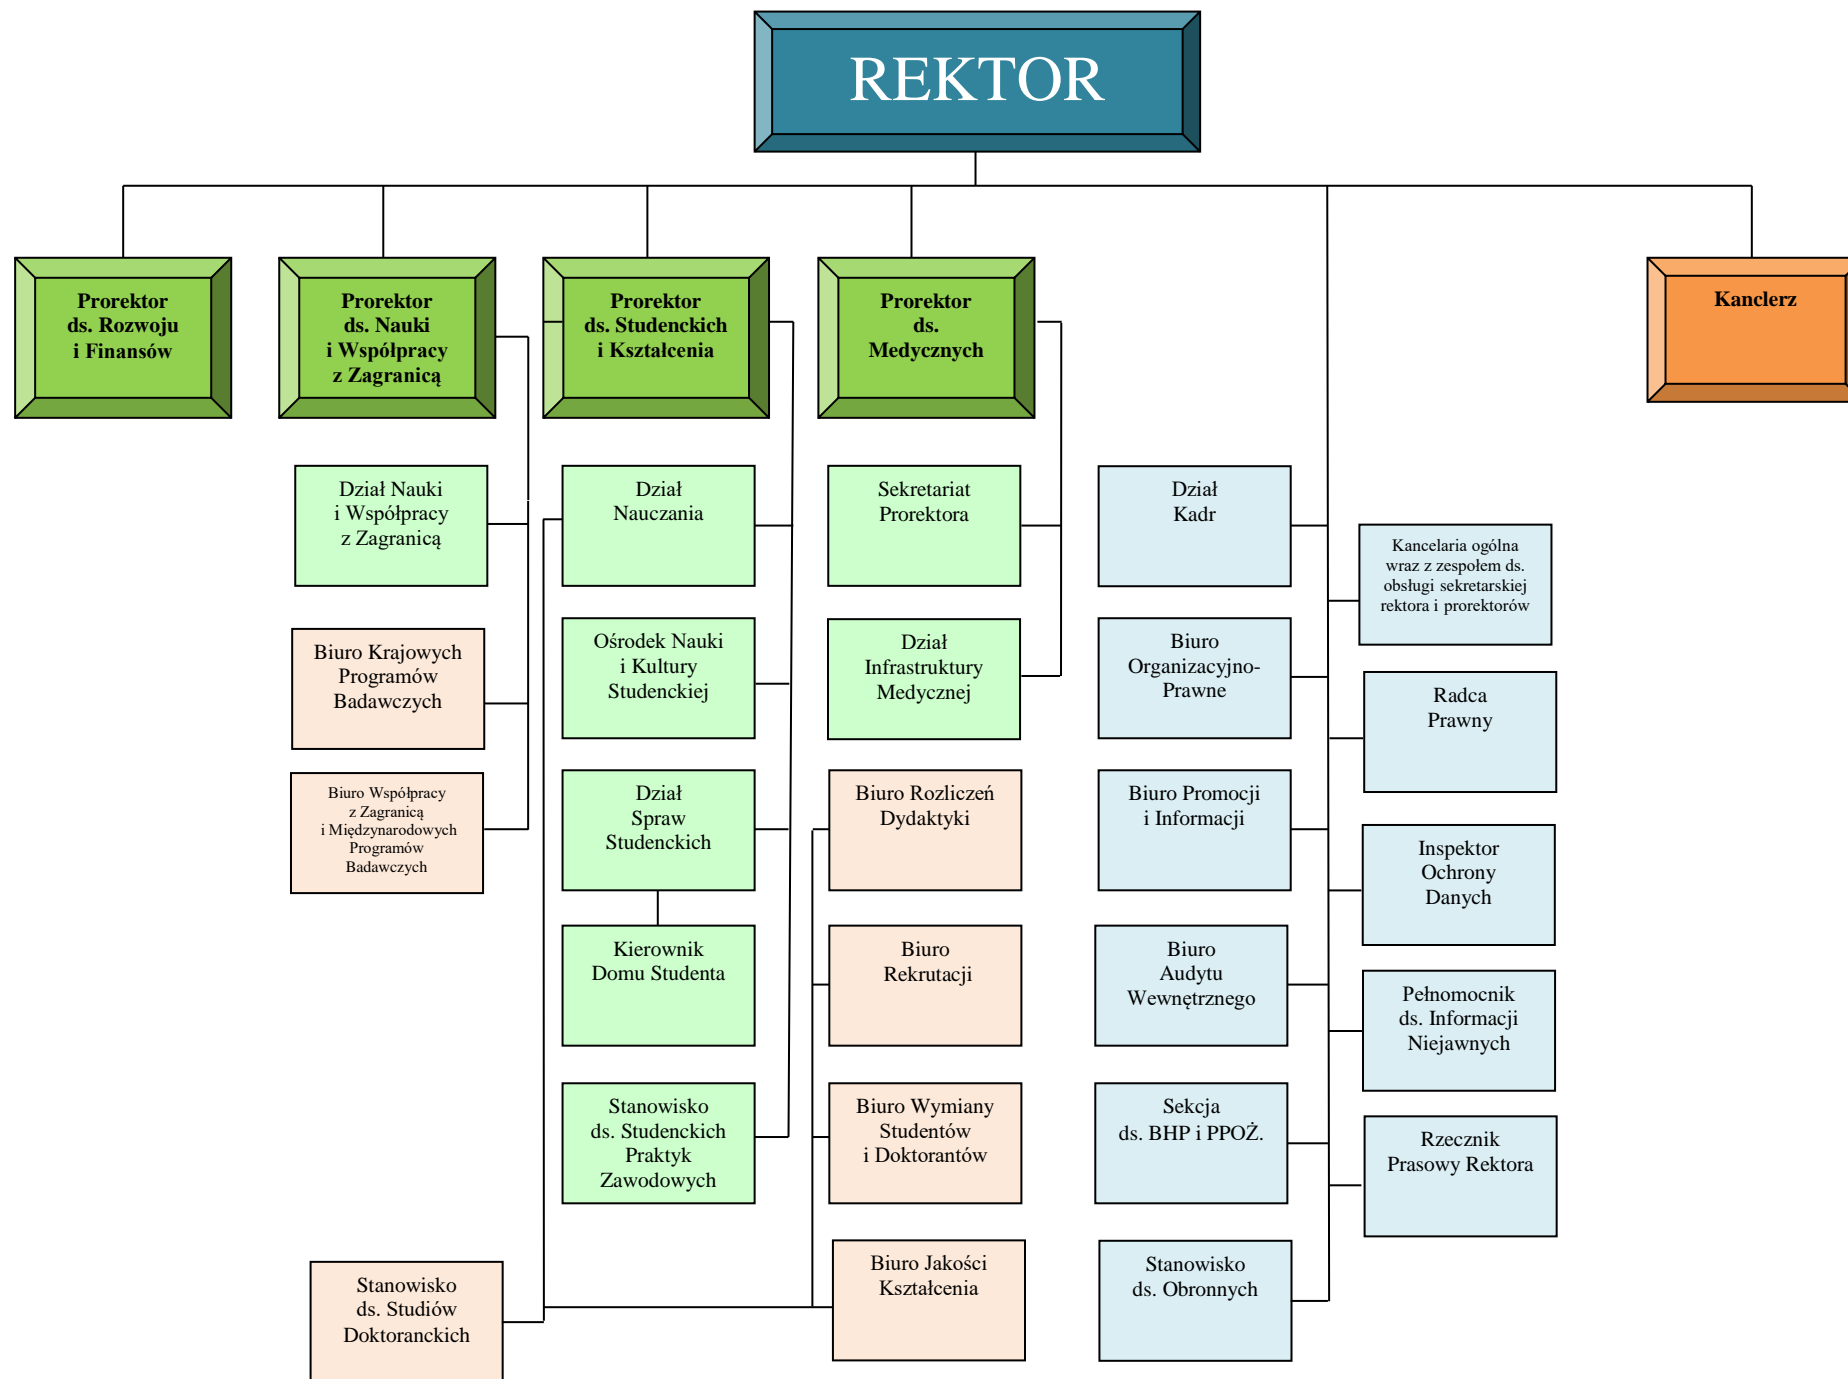 REKTOR
Prorektor
ds. Rozwoju
i Finansów
Prorektor
ds. Nauki
i Współpracy
z Zagranicą
Prorektor
ds. Studenckich
i Kształcenia
Prorektor
ds.
Medycznych
Kanclerz
Dział Nauki
i Współpracy
z Zagranicą
Biuro Krajowych
Programów
Badawczych
Biuro Współpracy
z Zagranicą
i Międzynarodowych
Programów
Badawczych
Stanowisko
ds. Studiów
Doktoranckich
Dział
Nauczania
Ośrodek Nauki
i Kultury
Studenckiej
Dział
Spraw
Studenckich
Kierownik
Domu Studenta
Stanowisko
ds. Studenckich
Praktyk
Zawodowych
Sekretariat
Prorektora
Dział
Infrastruktury
Medycznej
Biuro Rozliczeń
Dydaktyki
Biuro
Rekrutacji
Biuro Wymiany
Studentów
i Doktorantów
Biuro Jakości
Kształcenia
Dział
Kadr
Biuro
Organizacyjno-
Prawne
Biuro Promocji
i Informacji
Biuro
Audytu
Wewnętrznego
Sekcja
ds. BHP i PPOŻ.
Stanowisko
ds. Obronnych
Kancelaria ogólna
wraz z zespołem ds.
obsługi sekretarskiej
rektora i prorektorów
Radca
Prawny
Inspektor
Ochrony
Danych
Pełnomocnik
ds. Informacji
Niejawnych
Rzecznik
Prasowy Rektora